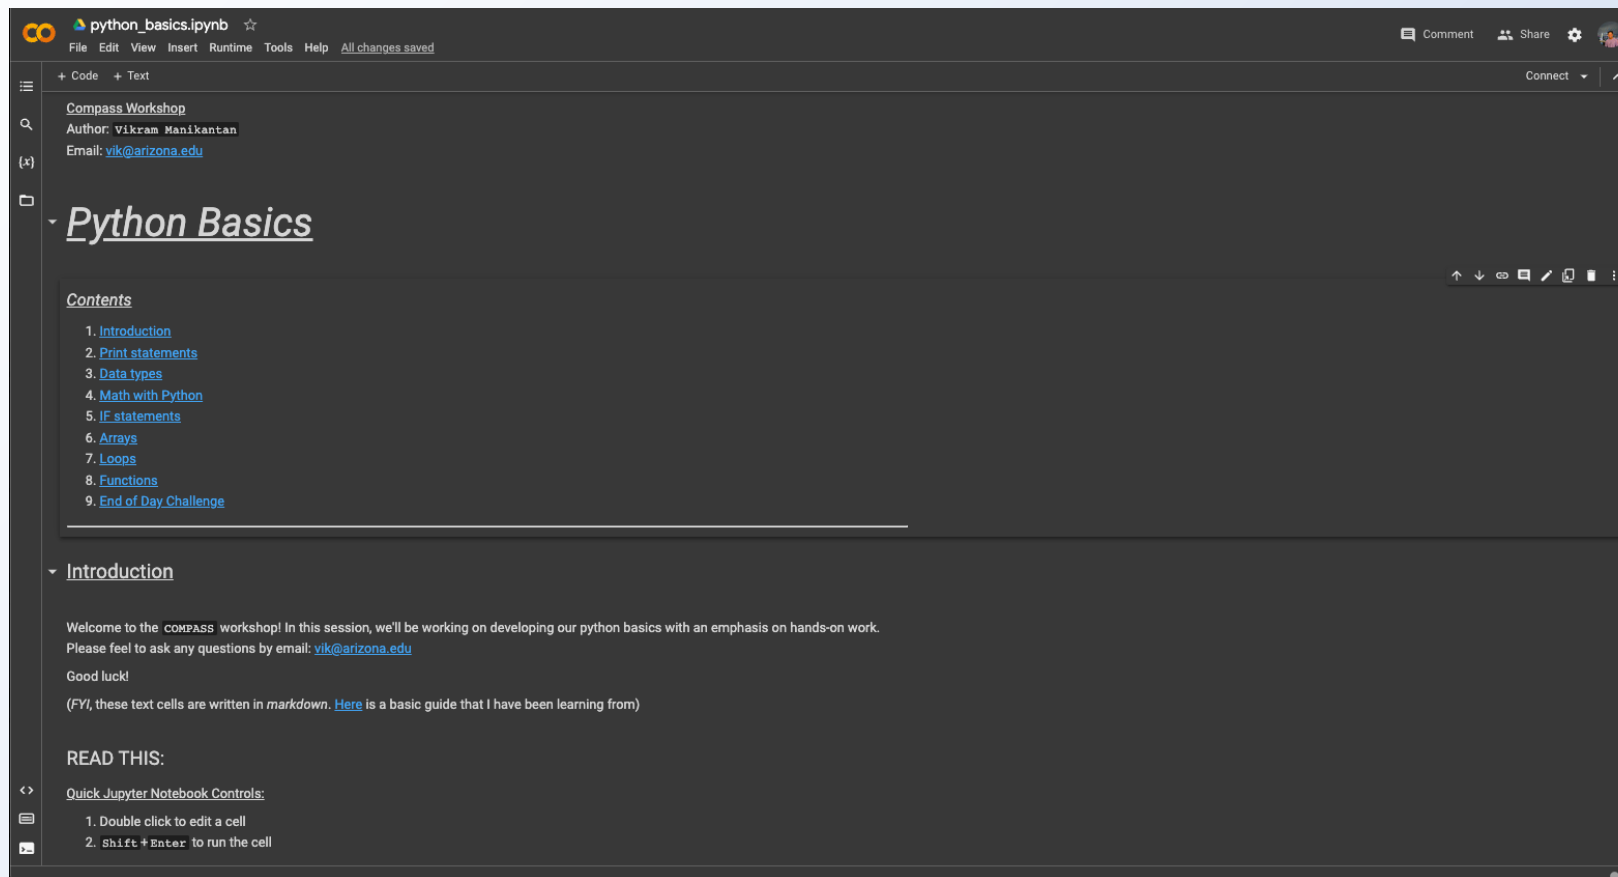 python_basics.ipynb
File Edit View Insert Runtime Tools Help All changes saved
Comment Share
+ Code + Text
Connect
Compass Workshop
Author: Vikram Manikantan
Email: vik@arizona.edu
{x}
Python Basics
Contents
1. Introduction
2. Print statements
3. Data types
4. Math with Python
5. IF statements
6. Arrays
7. Loops
8. Functions
9. End of Day Challenge
Introduction
Welcome to the COMPASS workshop! In this session, we'll be working on developing our python basics with an emphasis on hands-on work.
Please feel to ask any questions by email: vik@arizona.edu
Good luck!
(FYI, these text cells are written in markdown. Here is a basic guide that I have been learning from)
READ THIS:
Quick Jupyter Notebook Controls:
1. Double click to edit a cell
2. Shift+Enter to run the cell